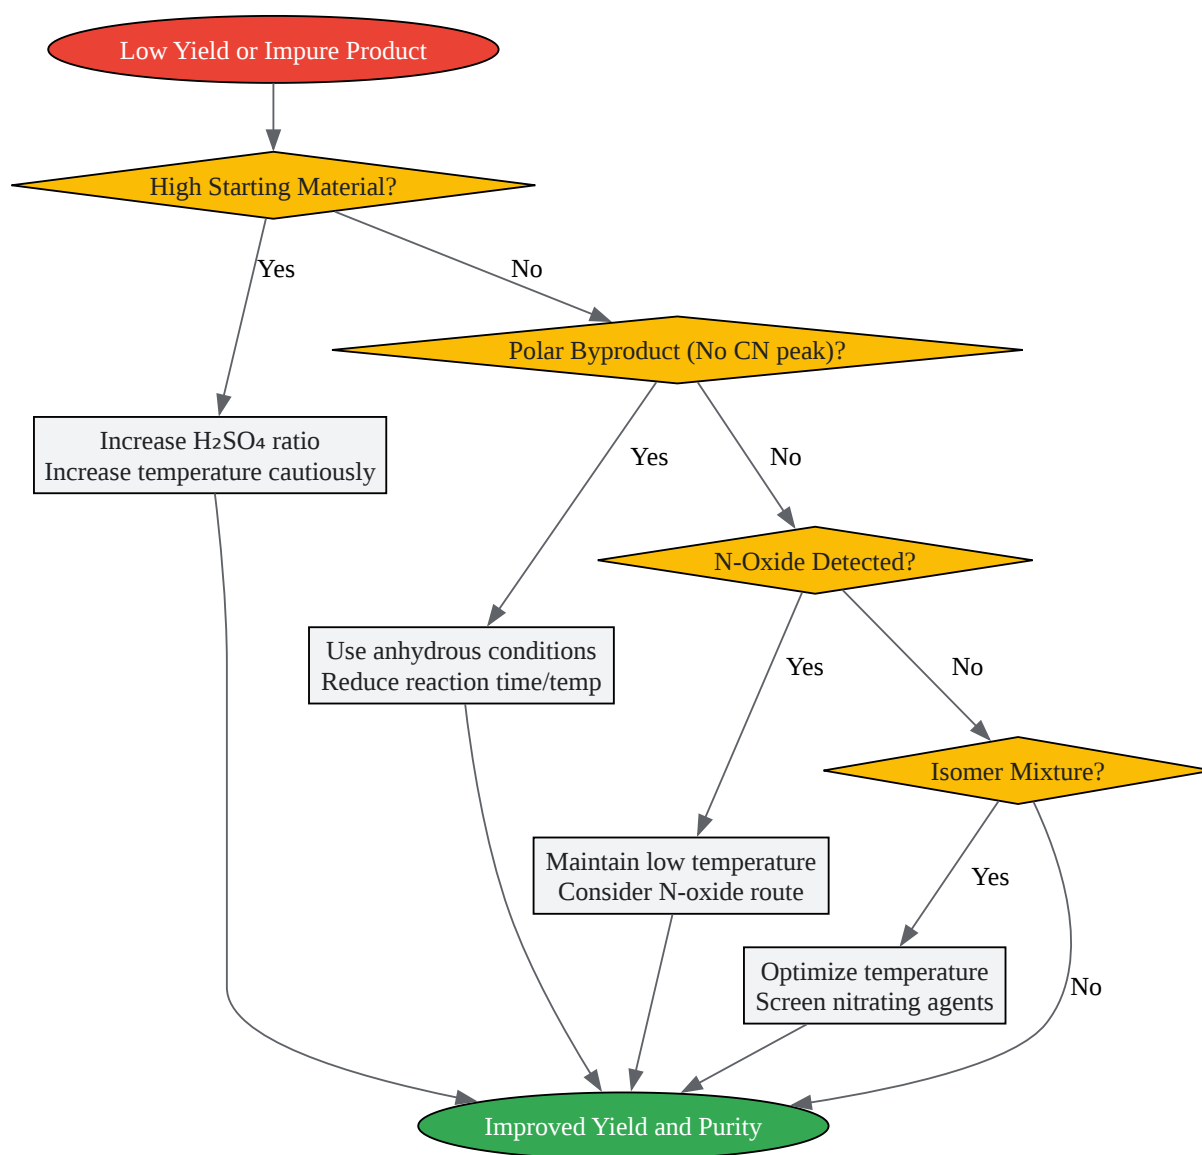 Low Yield or Impure Product
High Starting Material?
Yes
No
Polar Byproduct (No CN peak)?
Increase H₂SO₄ ratio
Increase temperature cautiously
Yes
No
N-Oxide Detected?
Use anhydrous conditions
Reduce reaction time/temp
Yes
No
Isomer Mixture?
Maintain low temperature
Consider N-oxide route
Yes
Optimize temperature
Screen nitrating agents
No
Improved Yield and Purity